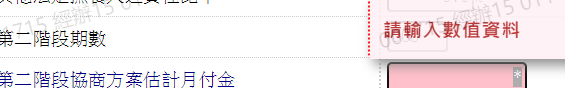 第二階段期數
請輸入數值資料
第二階段協商方案估計月付金
*